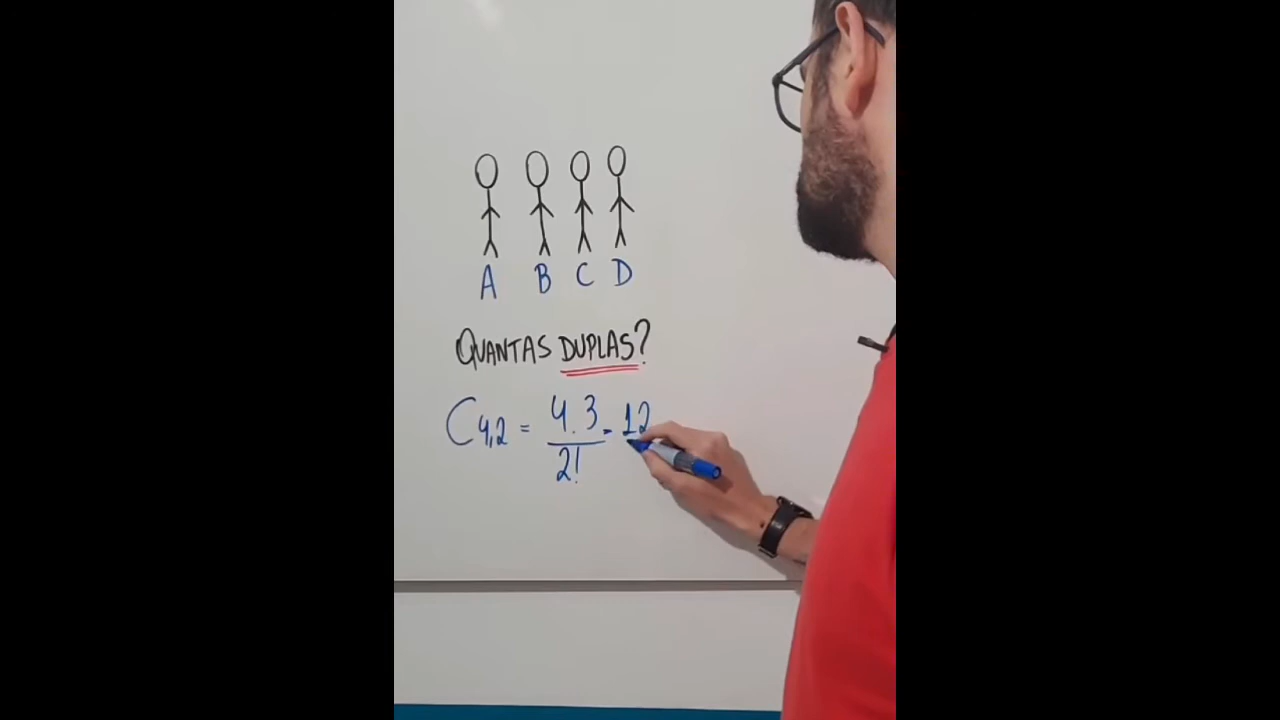 A B C D
QUANTAS DUPLAS?
C4,2 = 4.3 = 12
2!